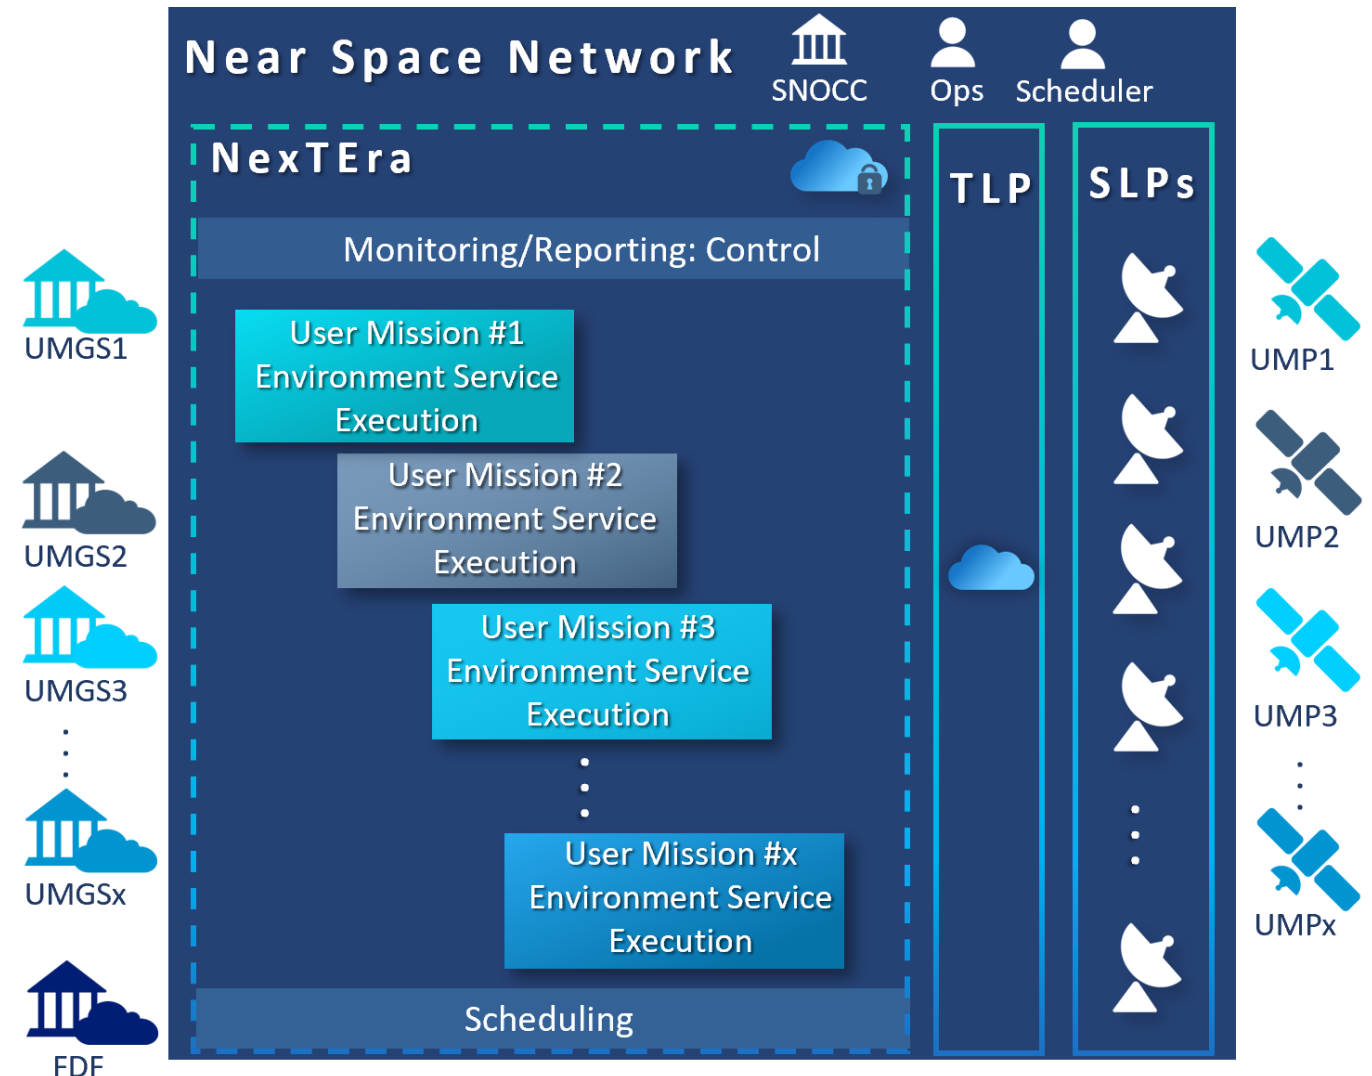 Near Space Network
SNOCC
Ops
Scheduler
NexTEra
TLP
SLPs
Monitoring/Reporting: Control
User Mission #1
Environment Service
Execution
User Mission #2
Environment Service
Execution
User Mission #3
Environment Service
Execution
User Mission #x
Environment Service
Execution
Scheduling
UMGS1
UMGS2
UMGS3
UMGSx
FDF
UMP1
UMP2
UMP3
UMPx